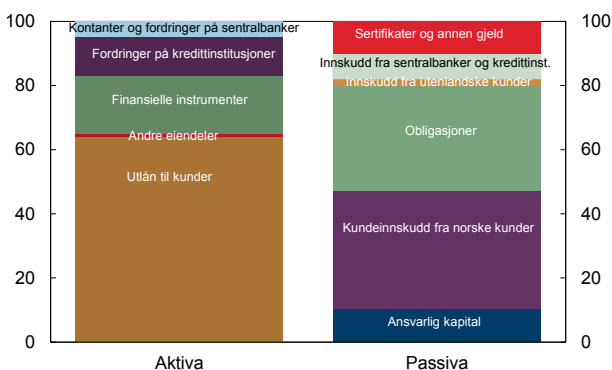 100
80
60
40
20
0
Kontanter og fordringer på sentralbanker
Fordringer på kredittinstitusjoner
Finansielle instrumenter
Andre eiendeler
Utlån til kunder
Sertifikater og annen gjeld
Innskudd fra sentralbanker og kredittinst.
Innskudd fra utenlandske kunder
Obligasjoner
Kundeinnskudd fra norske kunder
Ansvarlig kapital
100
80
60
40
20
0
Aktiva
Passiva